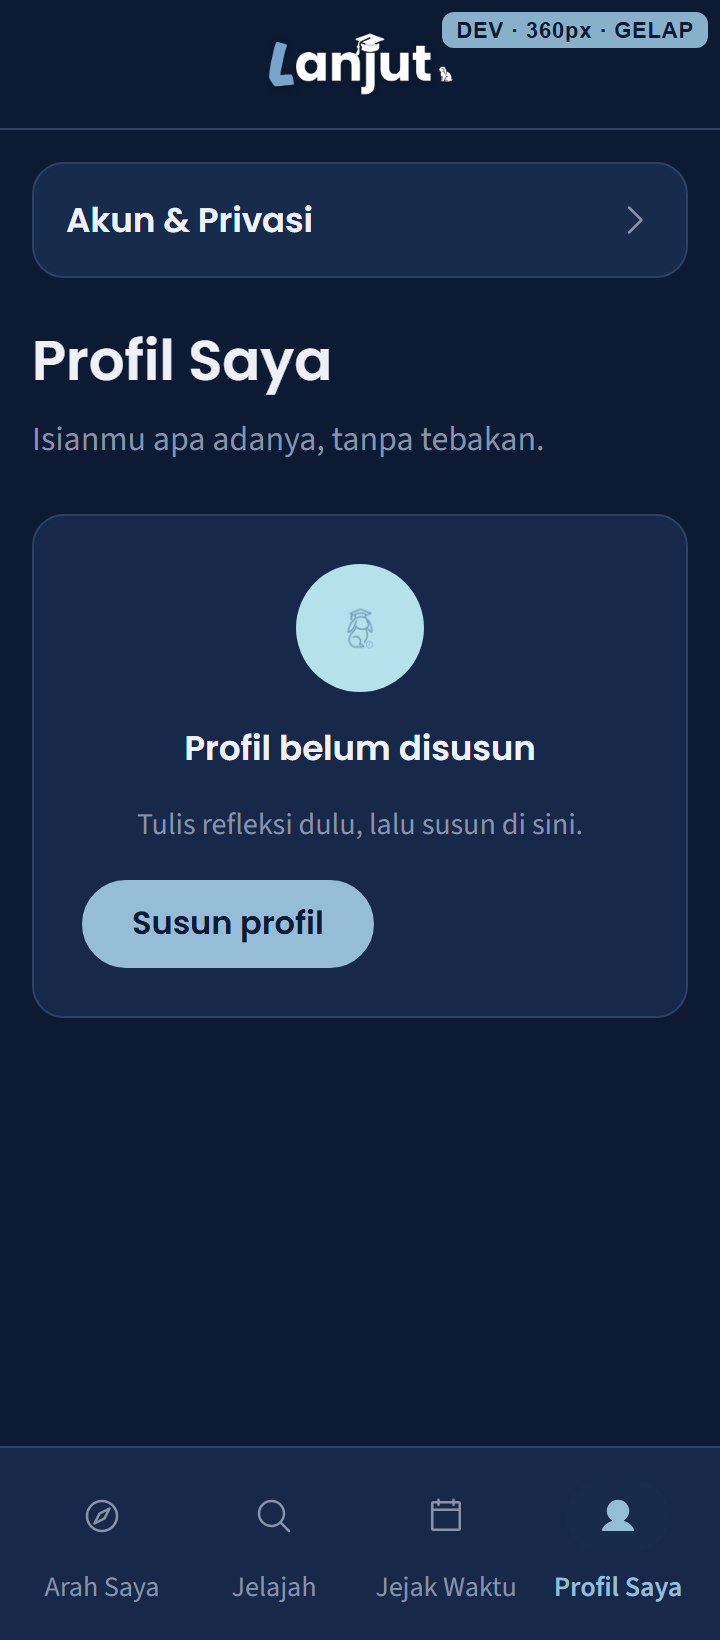 Lanjut
DEV · 360px · GELAP
Akun & Privasi
Profil Saya
Isianmu apa adanya, tanpa tebakan.
Profil belum disusun
Tulis refleksi dulu, lalu susun di sini.
Susun profil
Arah Saya
Jelajah
Jejak Waktu
Profil Saya